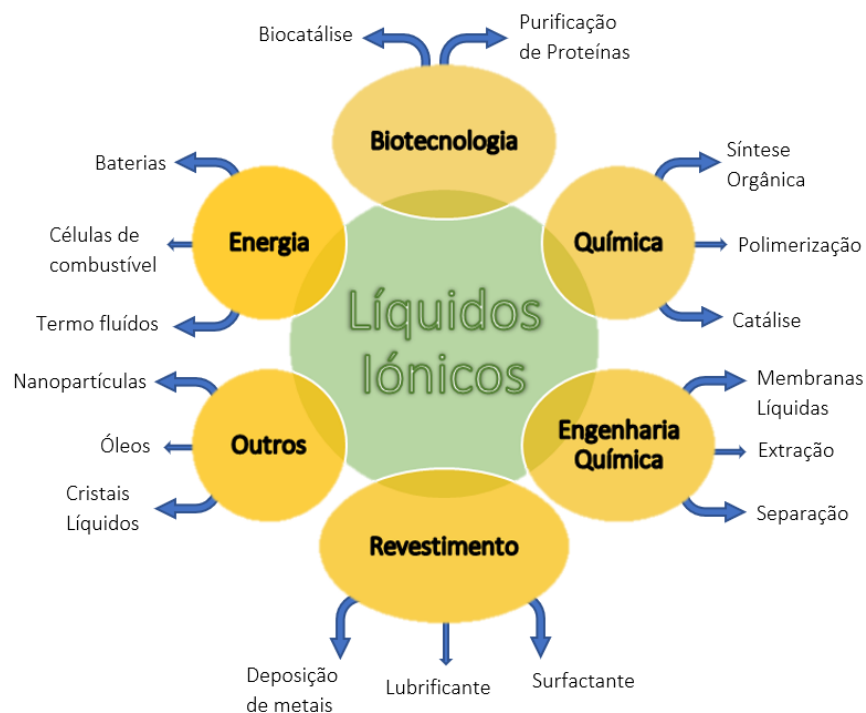 Biocatálise
Purificação
de Proteínas
Biotecnologia
Baterias
Células de
combustível
Termo fluídos
Energia
Síntese
Orgânica
Polimerização
Catálise
Química
Líquidos
Iónicos
Nanopartículas
Óleos
Cristais
Líquidos
Outros
Membranas
Líquidas
Extração
Separação
Engenharia
Química
Revestimento
Deposição
de metais
Lubrificante
Surfactante